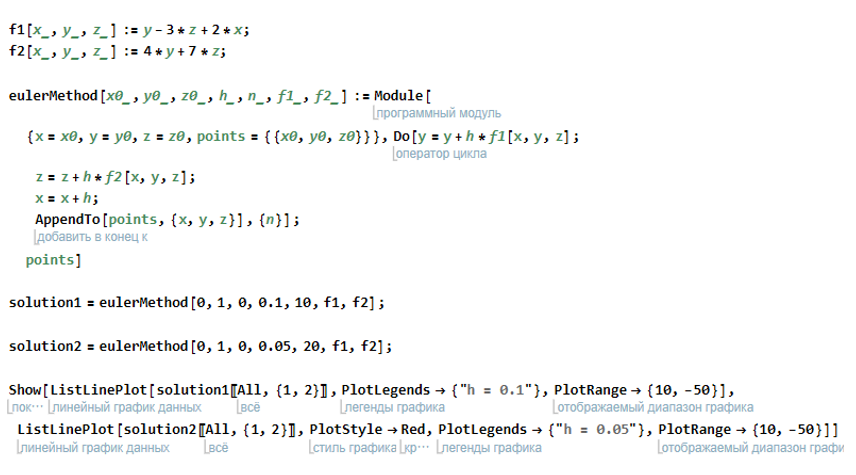 f1[x_, y_, z_] := y - 3 * z + 2 * x;
f2[x_, y_, z_] := 4 * y + 7 * z;
eulerMethod[x0_, y0_, z0_, h_, n_, f1_, f2_] := Module[
программный модуль
{x = x0, y = y0, z = z0, points = {{x0, y0, z0}}}, Do[y = y + h * f1[x, y, z];
оператор цикла
z = z + h * f2[x, y, z];
x = x + h;
AppendTo[points, {x, y, z}], {n}];
добавить в конец к
points]
solution1 = eulerMethod[0, 1, 0, 0.1, 10, f1, f2];
solution2 = eulerMethod[0, 1, 0, 0.05, 20, f1, f2];
Show[ListLinePlot[solution1〚All, {1, 2}〛, PlotLegends → {"h = 0.1"}, PlotRange → {10, -50}],
пок⋯ линейный график данных всё легенды графика отображаемый диапазон графика
ListLinePlot[solution2〚All, {1, 2}〛, PlotStyle → Red, PlotLegends → {"h = 0.05"}, PlotRange → {10, -50}]]
линейный график данных всё стиль графика кр⋯ легенды графика отображаемый диапазон графи